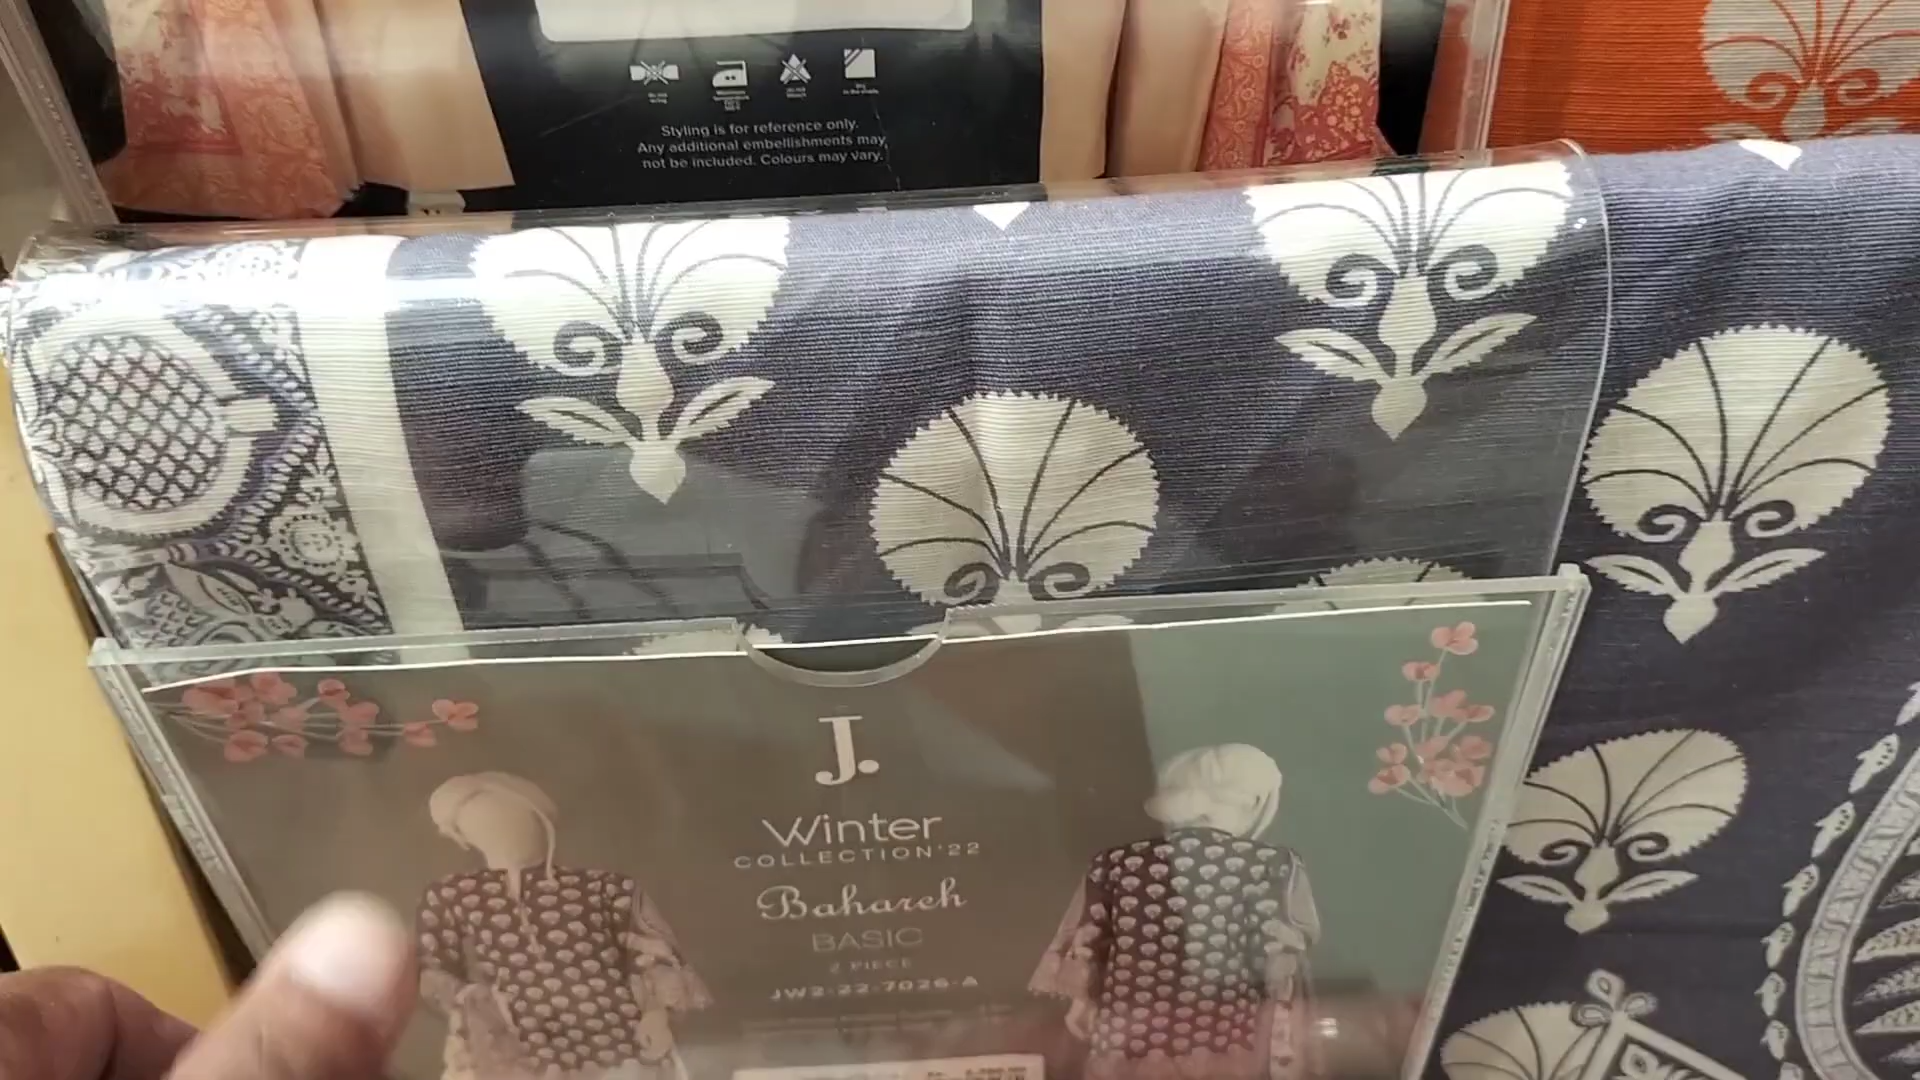 Styling is for reference only.
Any additional embellishments may
not be included. Colours may vary.
J.
Winter
COLLECTION'22
Bahareh
BASIC
2 PIECE
JW2-22-7026-A